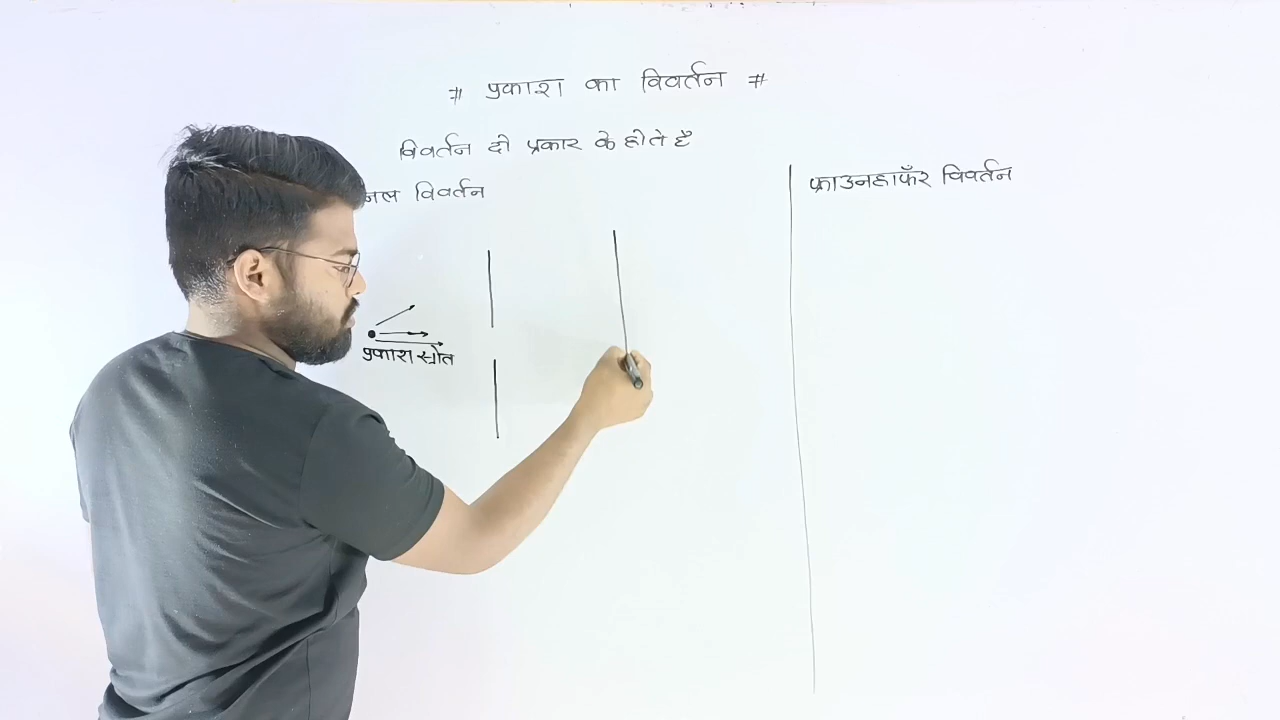 # प्रकाश का विवर्तन #
विवर्तन दो प्रकार के होते है
विवर्तन
फ्राउनहाफॅर विवर्तन
प्रकाश स्त्रोत